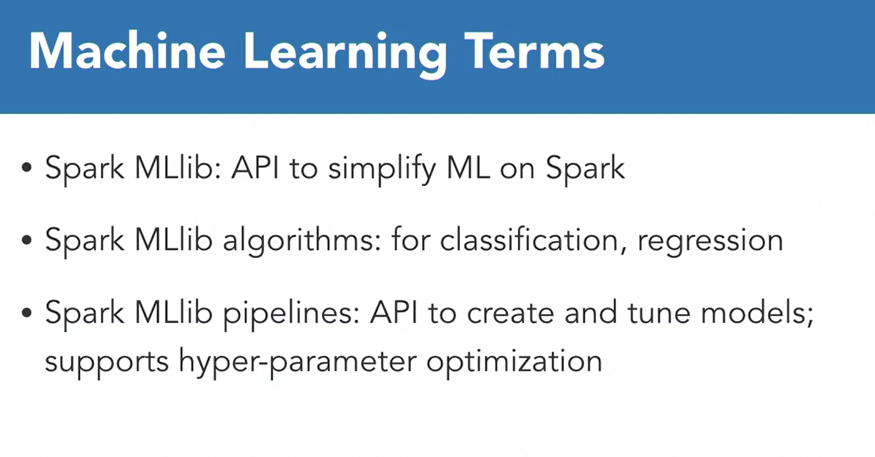 Machine Learning Terms
• Spark MLlib: API to simplify ML on Spark
• Spark MLlib algorithms: for classification, regression
• Spark MLlib pipelines: API to create and tune models;
supports hyper-parameter optimization